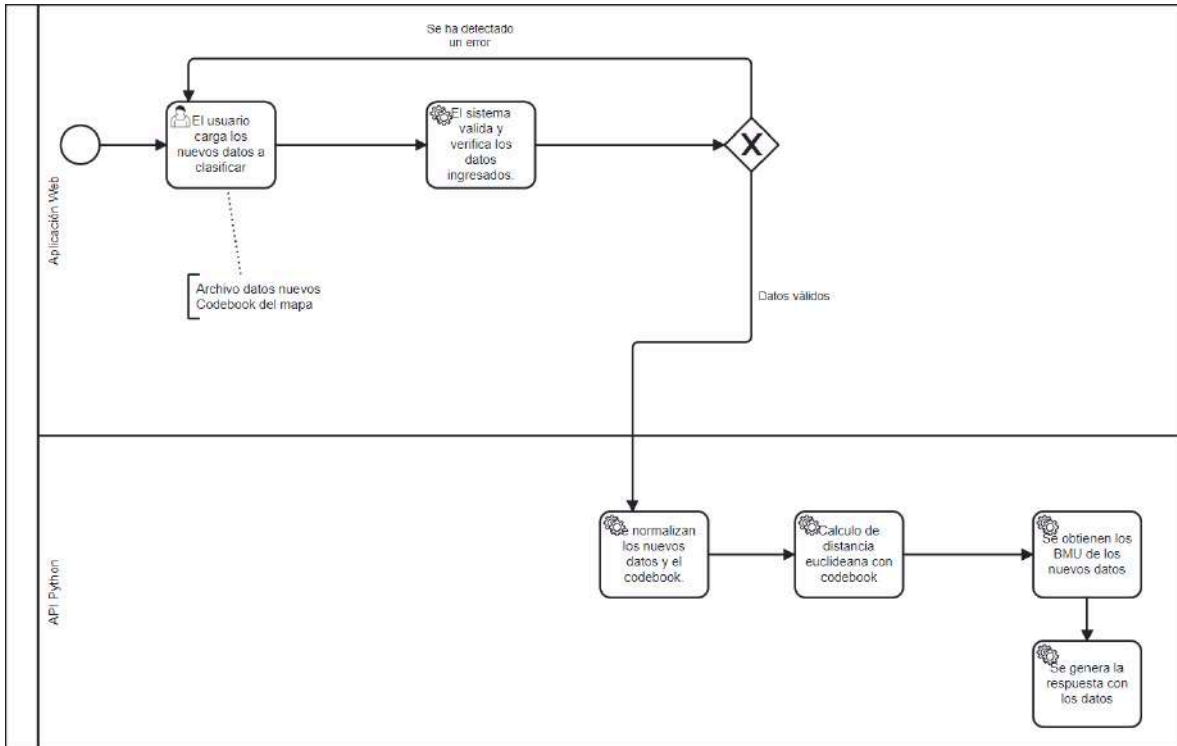 Se ha detectado
un error
El usuario
carga los
nuevos datos a
clasificar
El sistema
valida y
verifica los
datos
ingresados.
X
Aplicación Web
Archivo datos nuevos
Codebook del mapa
Datos válidos
Se normalizan
los nuevos
datos y el
codebook.
Calculo de
distancia
euclideana con
codebook
Se obtienen los
BMU de los
nuevos datos
API Python
Se genera la
respuesta con
los datos